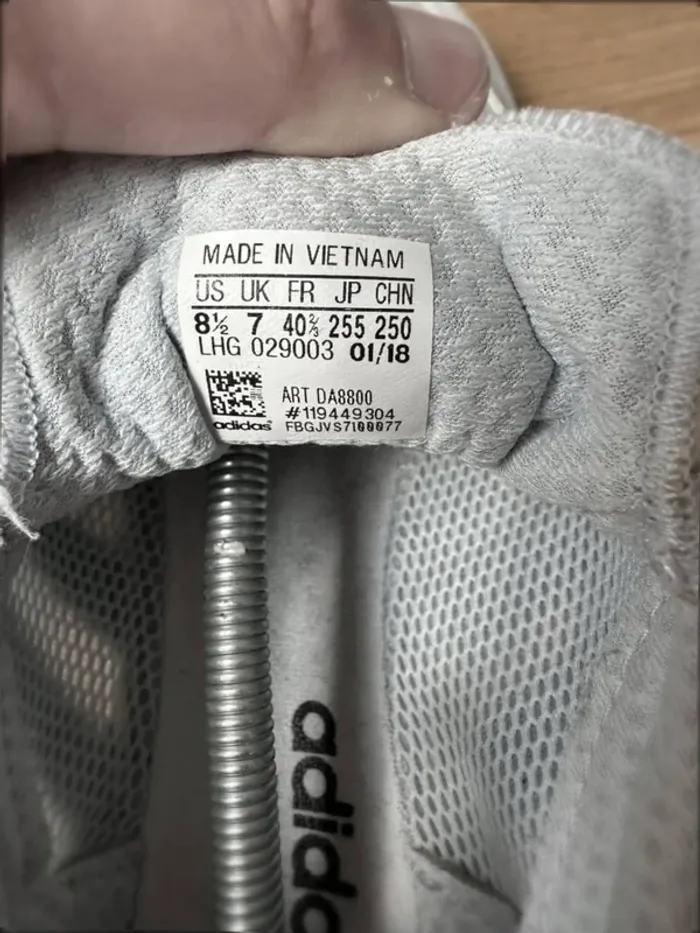 MADE IN VIETNAM
US UK FR JP CHN
8½ 7 40⅔ 255 250
LHG 029003 01/18
ART DA8800
#119449304
adidas FBGJVS7100077
adidas